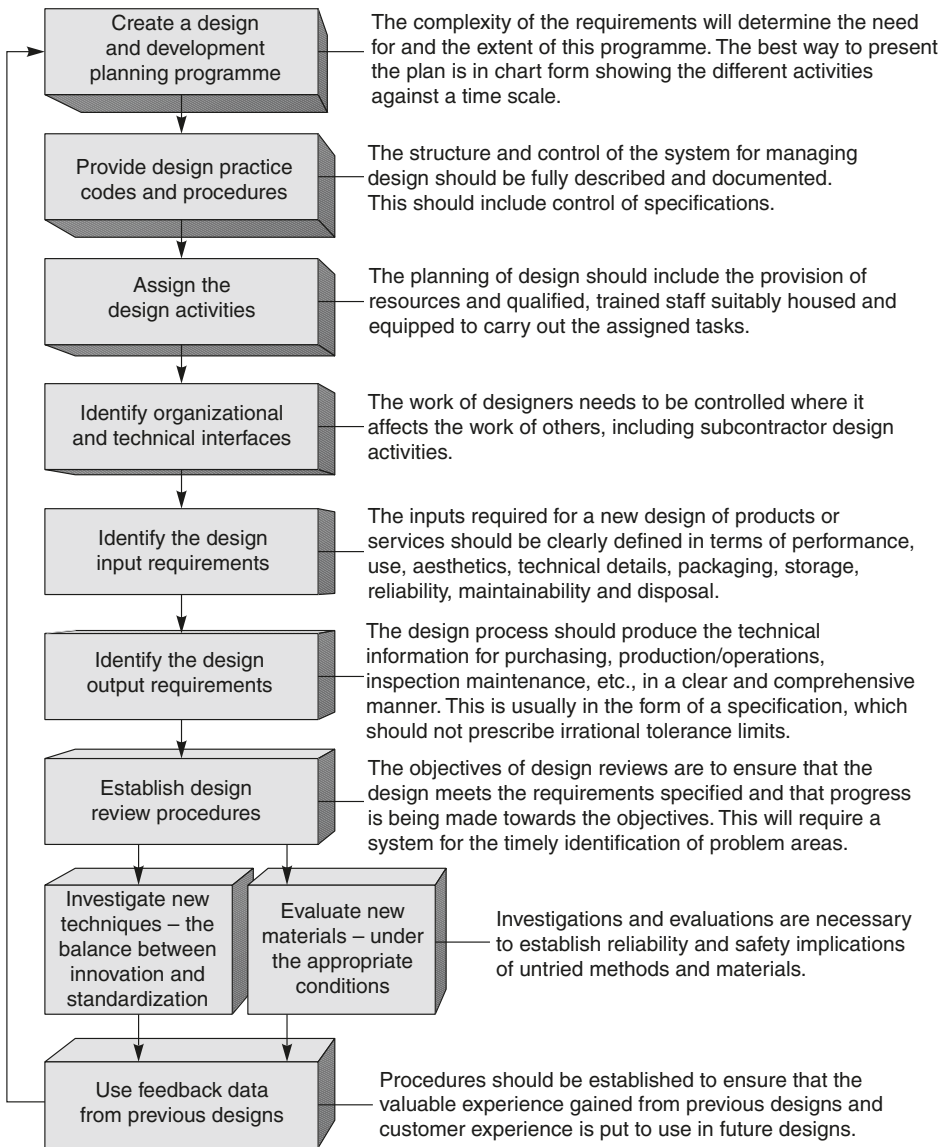 Create a design
and development
planning programme
The complexity of the requirements will determine the need
for and the extent of this programme. The best way to present
the plan is in chart form showing the different activities
against a time scale.
Provide design practice
codes and procedures
The structure and control of the system for managing
design should be fully described and documented.
This should include control of specifications.
Assign the
design activities
The planning of design should include the provision of
resources and qualified, trained staff suitably housed and
equipped to carry out the assigned tasks.
Identify organizational
and technical interfaces
The work of designers needs to be controlled where it
affects the work of others, including subcontractor design
activities.
Identify the design
input requirements
The inputs required for a new design of products or
services should be clearly defined in terms of performance,
use, aesthetics, technical details, packaging, storage,
reliability, maintainability and disposal.
Identify the design
output requirements
The design process should produce the technical
information for purchasing, production/operations,
inspection maintenance, etc., in a clear and comprehensive
manner. This is usually in the form of a specification, which
should not prescribe irrational tolerance limits.
Establish design
review procedures
The objectives of design reviews are to ensure that the
design meets the requirements specified and that progress
is being made towards the objectives. This will require a
system for the timely identification of problem areas.
Investigate new
techniques – the
balance between
innovation and
standardization
Evaluate new
materials – under
the appropriate
conditions
Investigations and evaluations are necessary
to establish reliability and safety implications
of untried methods and materials.
Use feedback data
from previous designs
Procedures should be established to ensure that the
valuable experience gained from previous designs and
customer experience is put to use in future designs.